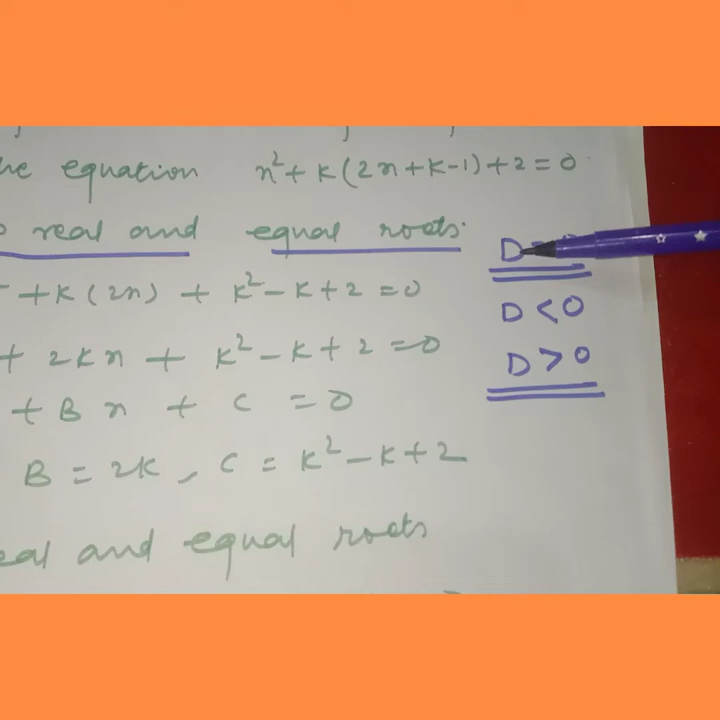 he equation x²+k(2x+k-1)+2=0
real and equal roots.
D
+k(2x) + k²-k+2=0
D<0
+ 2kx + k²-k+2=0
D>0
+Bx + C =0
B=2k, C=k²-k+2
eal and equal roots